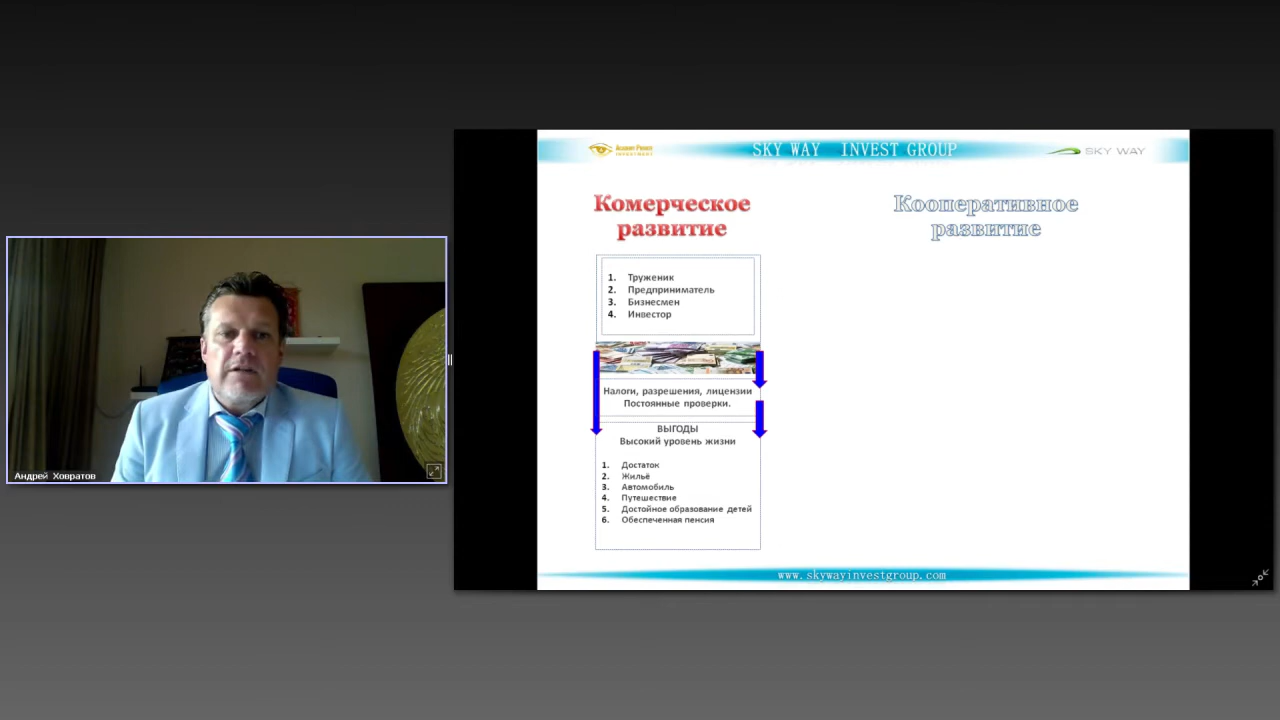 Андрей Ховратов
SKY WAY INVEST GROUP
SKY WAY
Комерческое
развитие
Кооперативное
развитие
1. Труженик
2. Предприниматель
3. Бизнесмен
4. Инвестор
Налоги, разрешения, лицензии
Постоянные проверки.
ВЫГОДЫ
Высокий уровень жизни
1. Достаток
2. Жильё
3. Автомобиль
4. Путешествие
5. Достойное образование детей
6. Обеспеченная пенсия
www.skywayinvestgroup.com